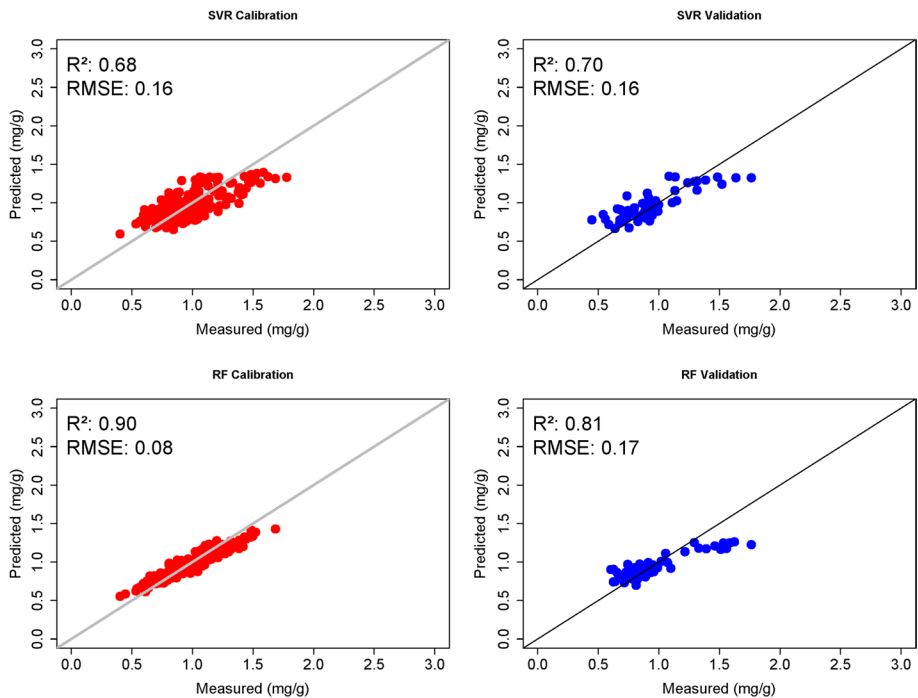 SVR Calibration
R²: 0.68
RMSE: 0.16
Predicted (mg/g)
3.0
2.5
2.0
1.5
1.0
0.5
0.0
0.0 0.5 1.0 1.5 2.0 2.5 3.0
Measured (mg/g)
SVR Validation
R²: 0.70
RMSE: 0.16
Predicted (mg/g)
3.0
2.5
2.0
1.5
1.0
0.5
0.0
0.0 0.5 1.0 1.5 2.0 2.5 3.0
Measured (mg/g)
RF Calibration
R²: 0.90
RMSE: 0.08
Predicted (mg/g)
3.0
2.5
2.0
1.5
1.0
0.5
0.0
0.0 0.5 1.0 1.5 2.0 2.5 3.0
Measured (mg/g)
RF Validation
R²: 0.81
RMSE: 0.17
Predicted (mg/g)
3.0
2.5
2.0
1.5
1.0
0.5
0.0
0.0 0.5 1.0 1.5 2.0 2.5 3.0
Measured (mg/g)